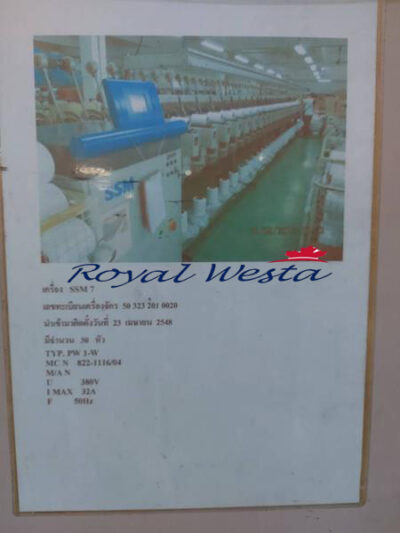 SSM
Royal Westa
เครื่อง SSM 7
เลขทะเบียนเครื่องจักร 50 323 201 0020
นำเข้ามาติดตั้งวันที่ 23 เมษายน 2548
มีจำนวน 30 หัว
TYP. PW 1-W
MC N 822-1116/04
M/A N
U 380V
I MAX 32A
F 50Hz